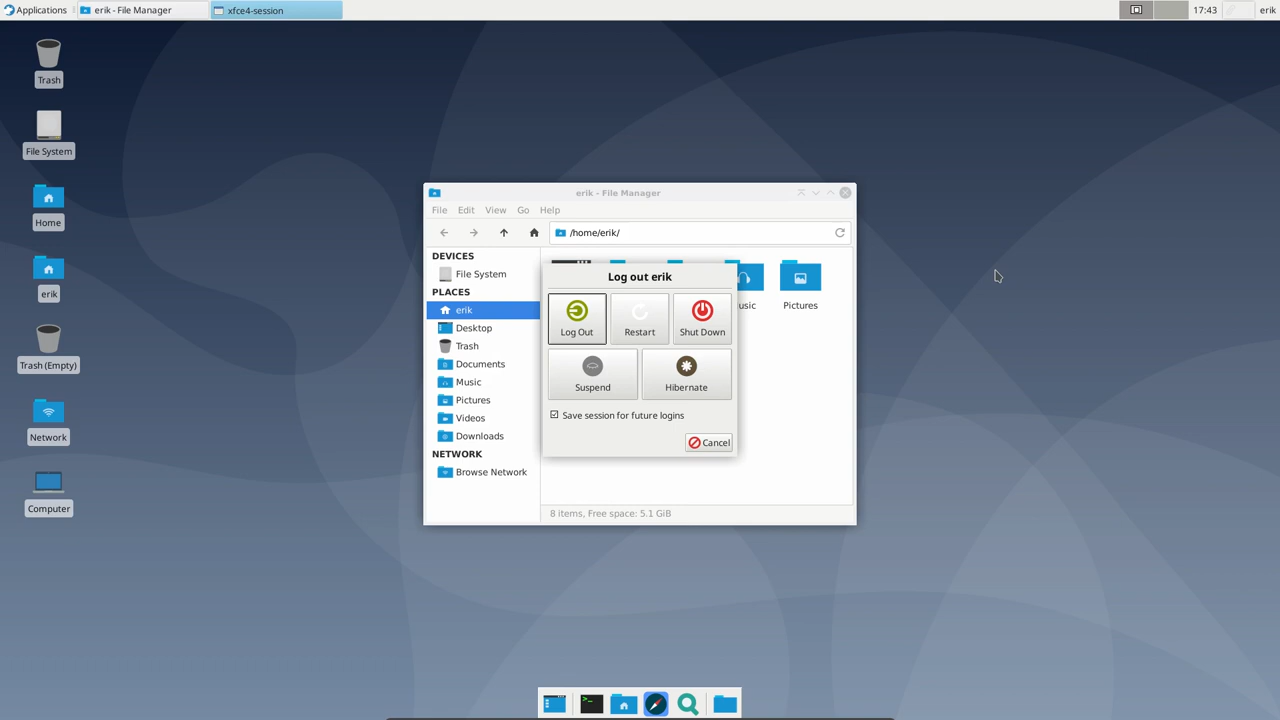 Applications
erik - File Manager
xfce4-session
17:43
erik
Trash
File System
Home
erik
Trash (Empty)
Network
Computer
erik - File Manager
File Edit View Go Help
/home/erik/
DEVICES
File System
PLACES
erik
Desktop
Trash
Documents
Music
Pictures
Videos
Downloads
NETWORK
Browse Network
Pictures
8 items, Free space: 5.1 GiB
Log out erik
Log Out
Restart
Shut Down
Suspend
Hibernate
Save session for future logins
Cancel